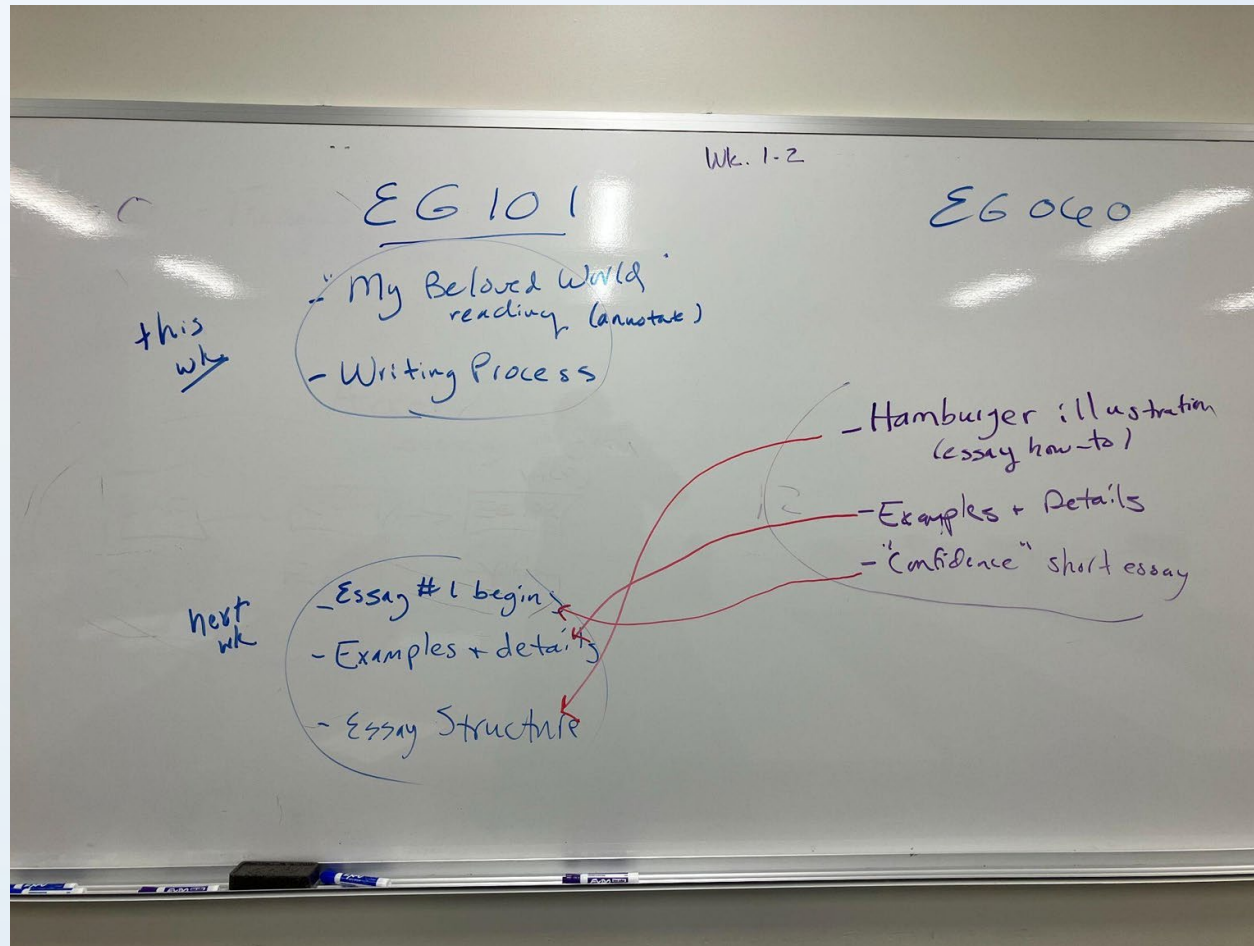 Wk. 1-2
EG 101
- "My Beloved World"
reading (annotate)
- Writing Process
this
wk
EG 060
- Hamburger illustration
(essay how-to)
- Examples + Details
- "Confidence" short essay
next
wk
- Essay #1 begin
- Examples + details
- Essay Structure